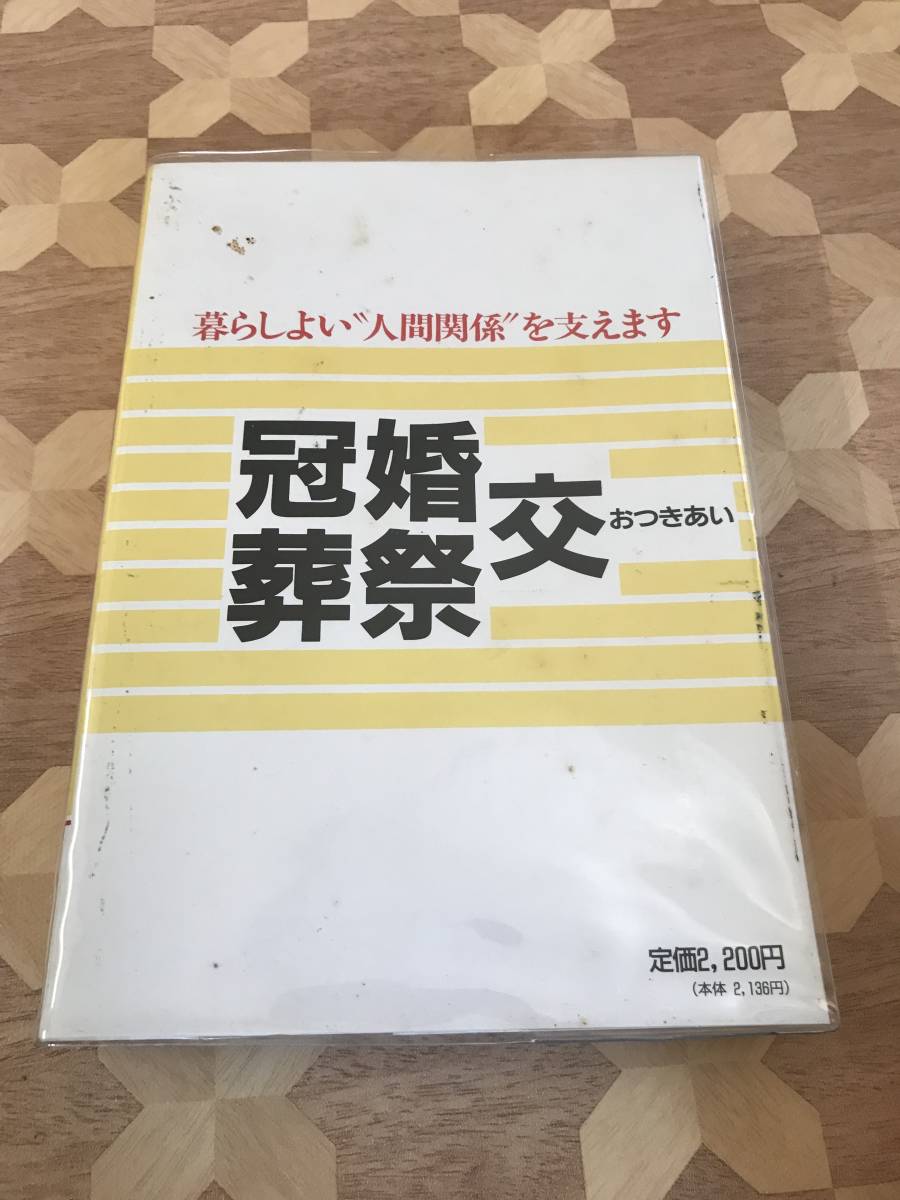 暮らしよい〝人間関係〟を支えます
冠婚
葬祭
交
おつきあい
定価2,200円
(本体 2,136円)